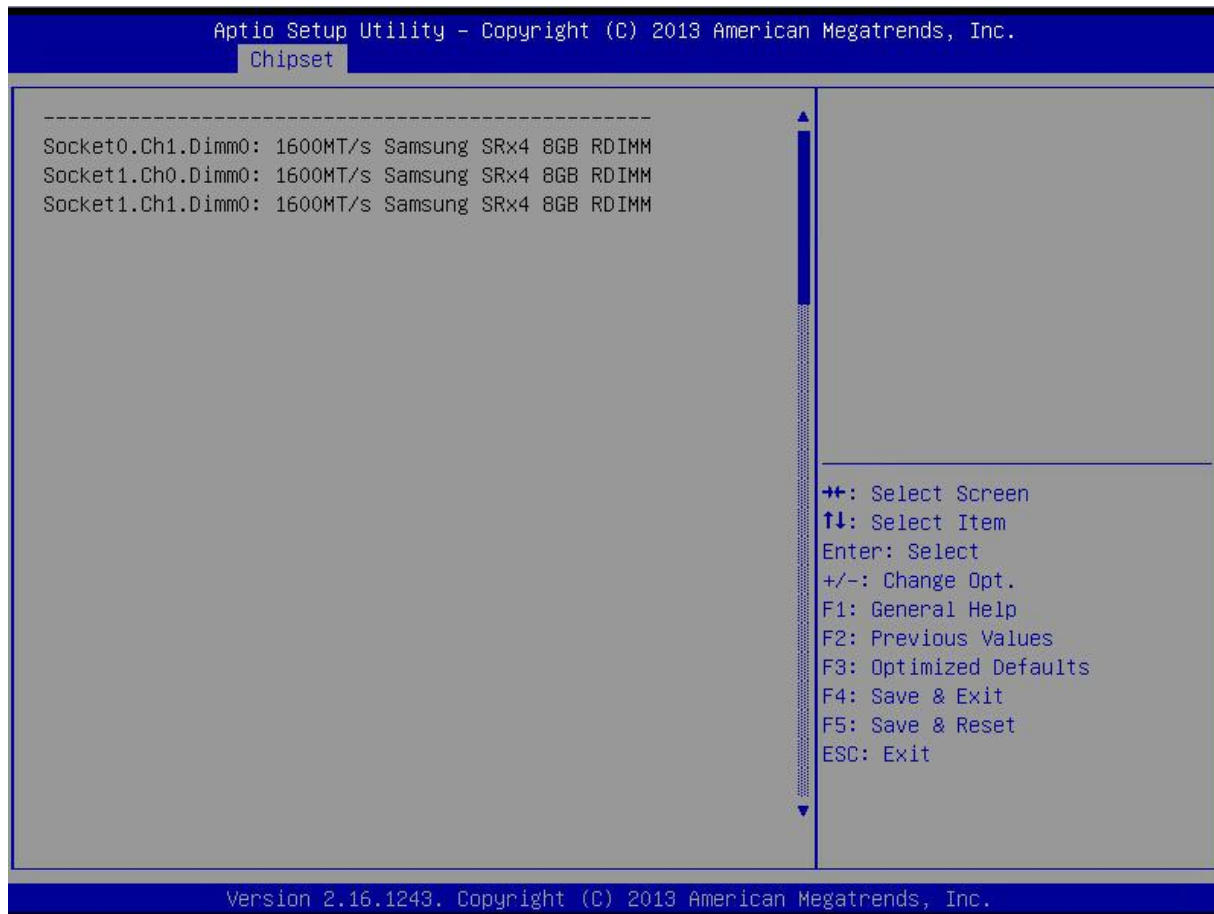 Aptio Setup Utility – Copyright (C) 2013 American Megatrends, Inc.
Chipset
--------------------------------------------------
Socket0.Ch1.Dimm0: 1600MT/s Samsung SRx4 8GB RDIMM
Socket1.Ch0.Dimm0: 1600MT/s Samsung SRx4 8GB RDIMM
Socket1.Ch1.Dimm0: 1600MT/s Samsung SRx4 8GB RDIMM
→←: Select Screen
↑↓: Select Item
Enter: Select
+/-: Change Opt.
F1: General Help
F2: Previous Values
F3: Optimized Defaults
F4: Save & Exit
F5: Save & Reset
ESC: Exit
Version 2.16.1243. Copyright (C) 2013 American Megatrends, Inc.